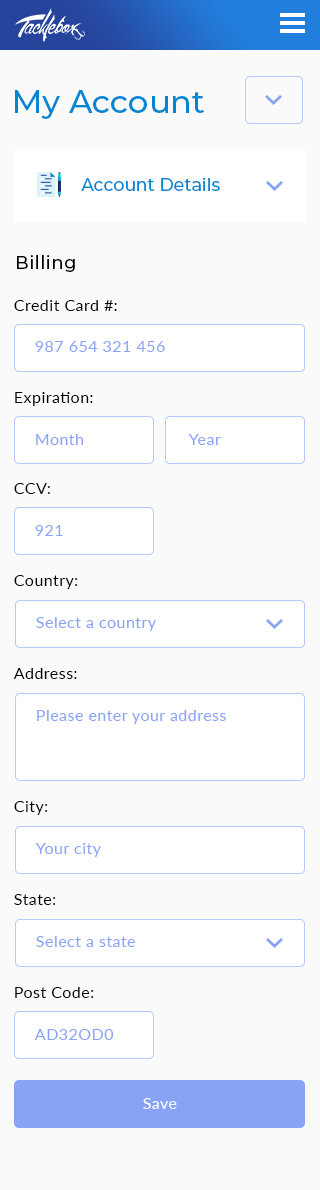 Tacklebox
My Account
Account Details
Billing
Credit Card #:
987 654 321 456
Expiration:
Month Year
CCV:
921
Country:
Select a country
Address:
Please enter your address
City:
Your city
State:
Select a state
Post Code:
AD32OD0
Save